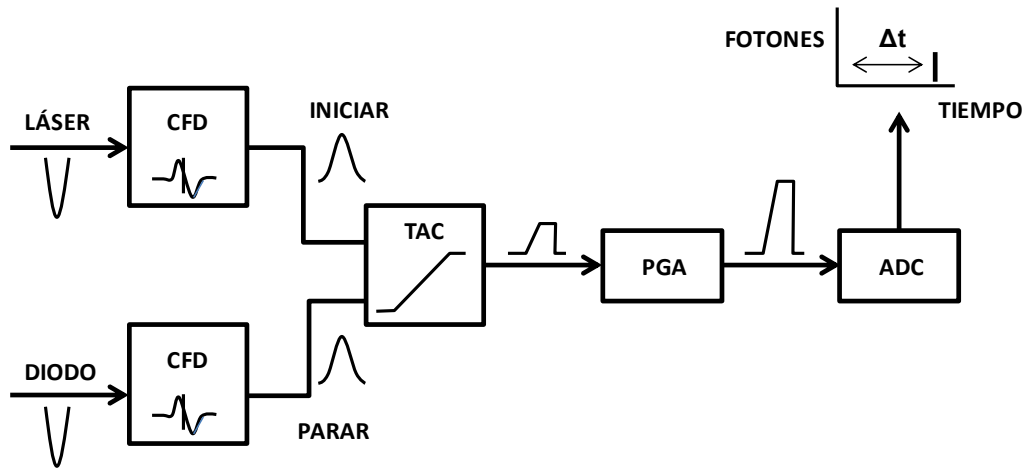 FOTONES
Δt
TIEMPO
LÁSER
CFD
INICIAR
TAC
PGA
ADC
DIODO
CFD
PARAR